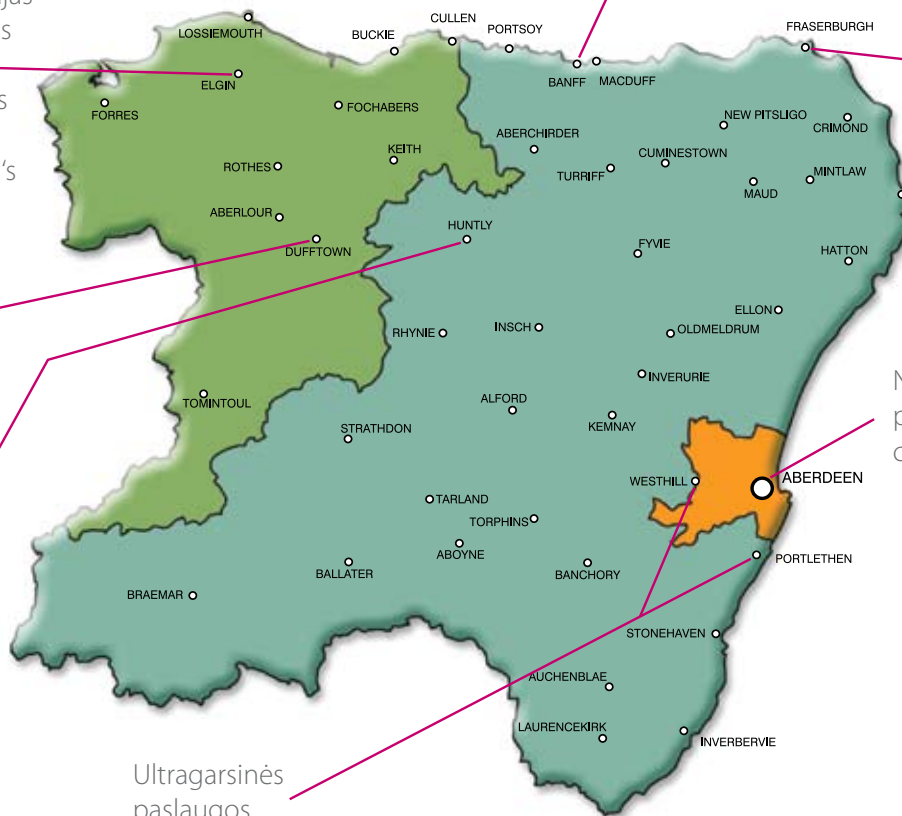 CULLEN
FRASERBURGH
LOSSIEMOUTH
BUCKIE
PORTSOY
BANFF
MACDUFF
ELGIN
FORRES
FOCHABERS
NEW PITSLIGO
CRIMOND
ABERCHIRDER
KEITH
CUMINESTOWN
ROTHES
TURRIFF
MAUD
MINTLAW
's
ABERLOUR
HUNTLY
DUFFTOWN
FYVIE
HATTON
ELLON
RHYNIE
INSCH
OLDMELDRUM
INVERURIE
TOMINTOUL
ALFORD
KEMNAY
STRATHDON
WESTHILL
ABERDEEN
TARLAND
TORPHINS
ABOYNE
PORTLETHEN
BALLATER
BANCHORY
BRAEMAR
STONEHAVEN
AUCHENBLAE
LAURENCEKIRK
INVERBERVIE
Ultragarsinės
paslaugos